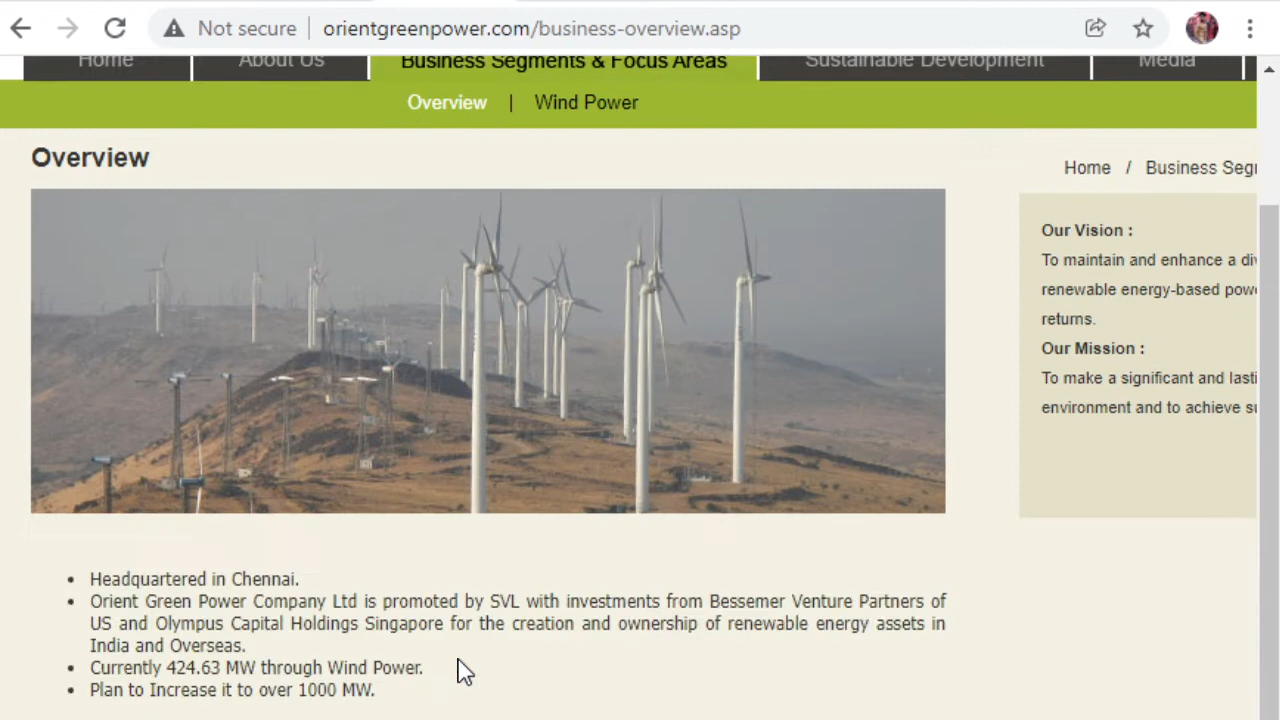 Not secure
orientgreenpower.com/business-overview.asp
Home
About Us
Business Segments & Focus Areas
Sustainable Development
Media
Overview | Wind Power
Overview
Home / Business Segm
Our Vision :
To maintain and enhance a div
renewable energy-based powe
returns.
Our Mission :
To make a significant and lasti
environment and to achieve su
• Headquartered in Chennai.
• Orient Green Power Company Ltd is promoted by SVL with investments from Bessemer Venture Partners of
US and Olympus Capital Holdings Singapore for the creation and ownership of renewable energy assets in
India and Overseas.
• Currently 424.63 MW through Wind Power.
• Plan to Increase it to over 1000 MW.